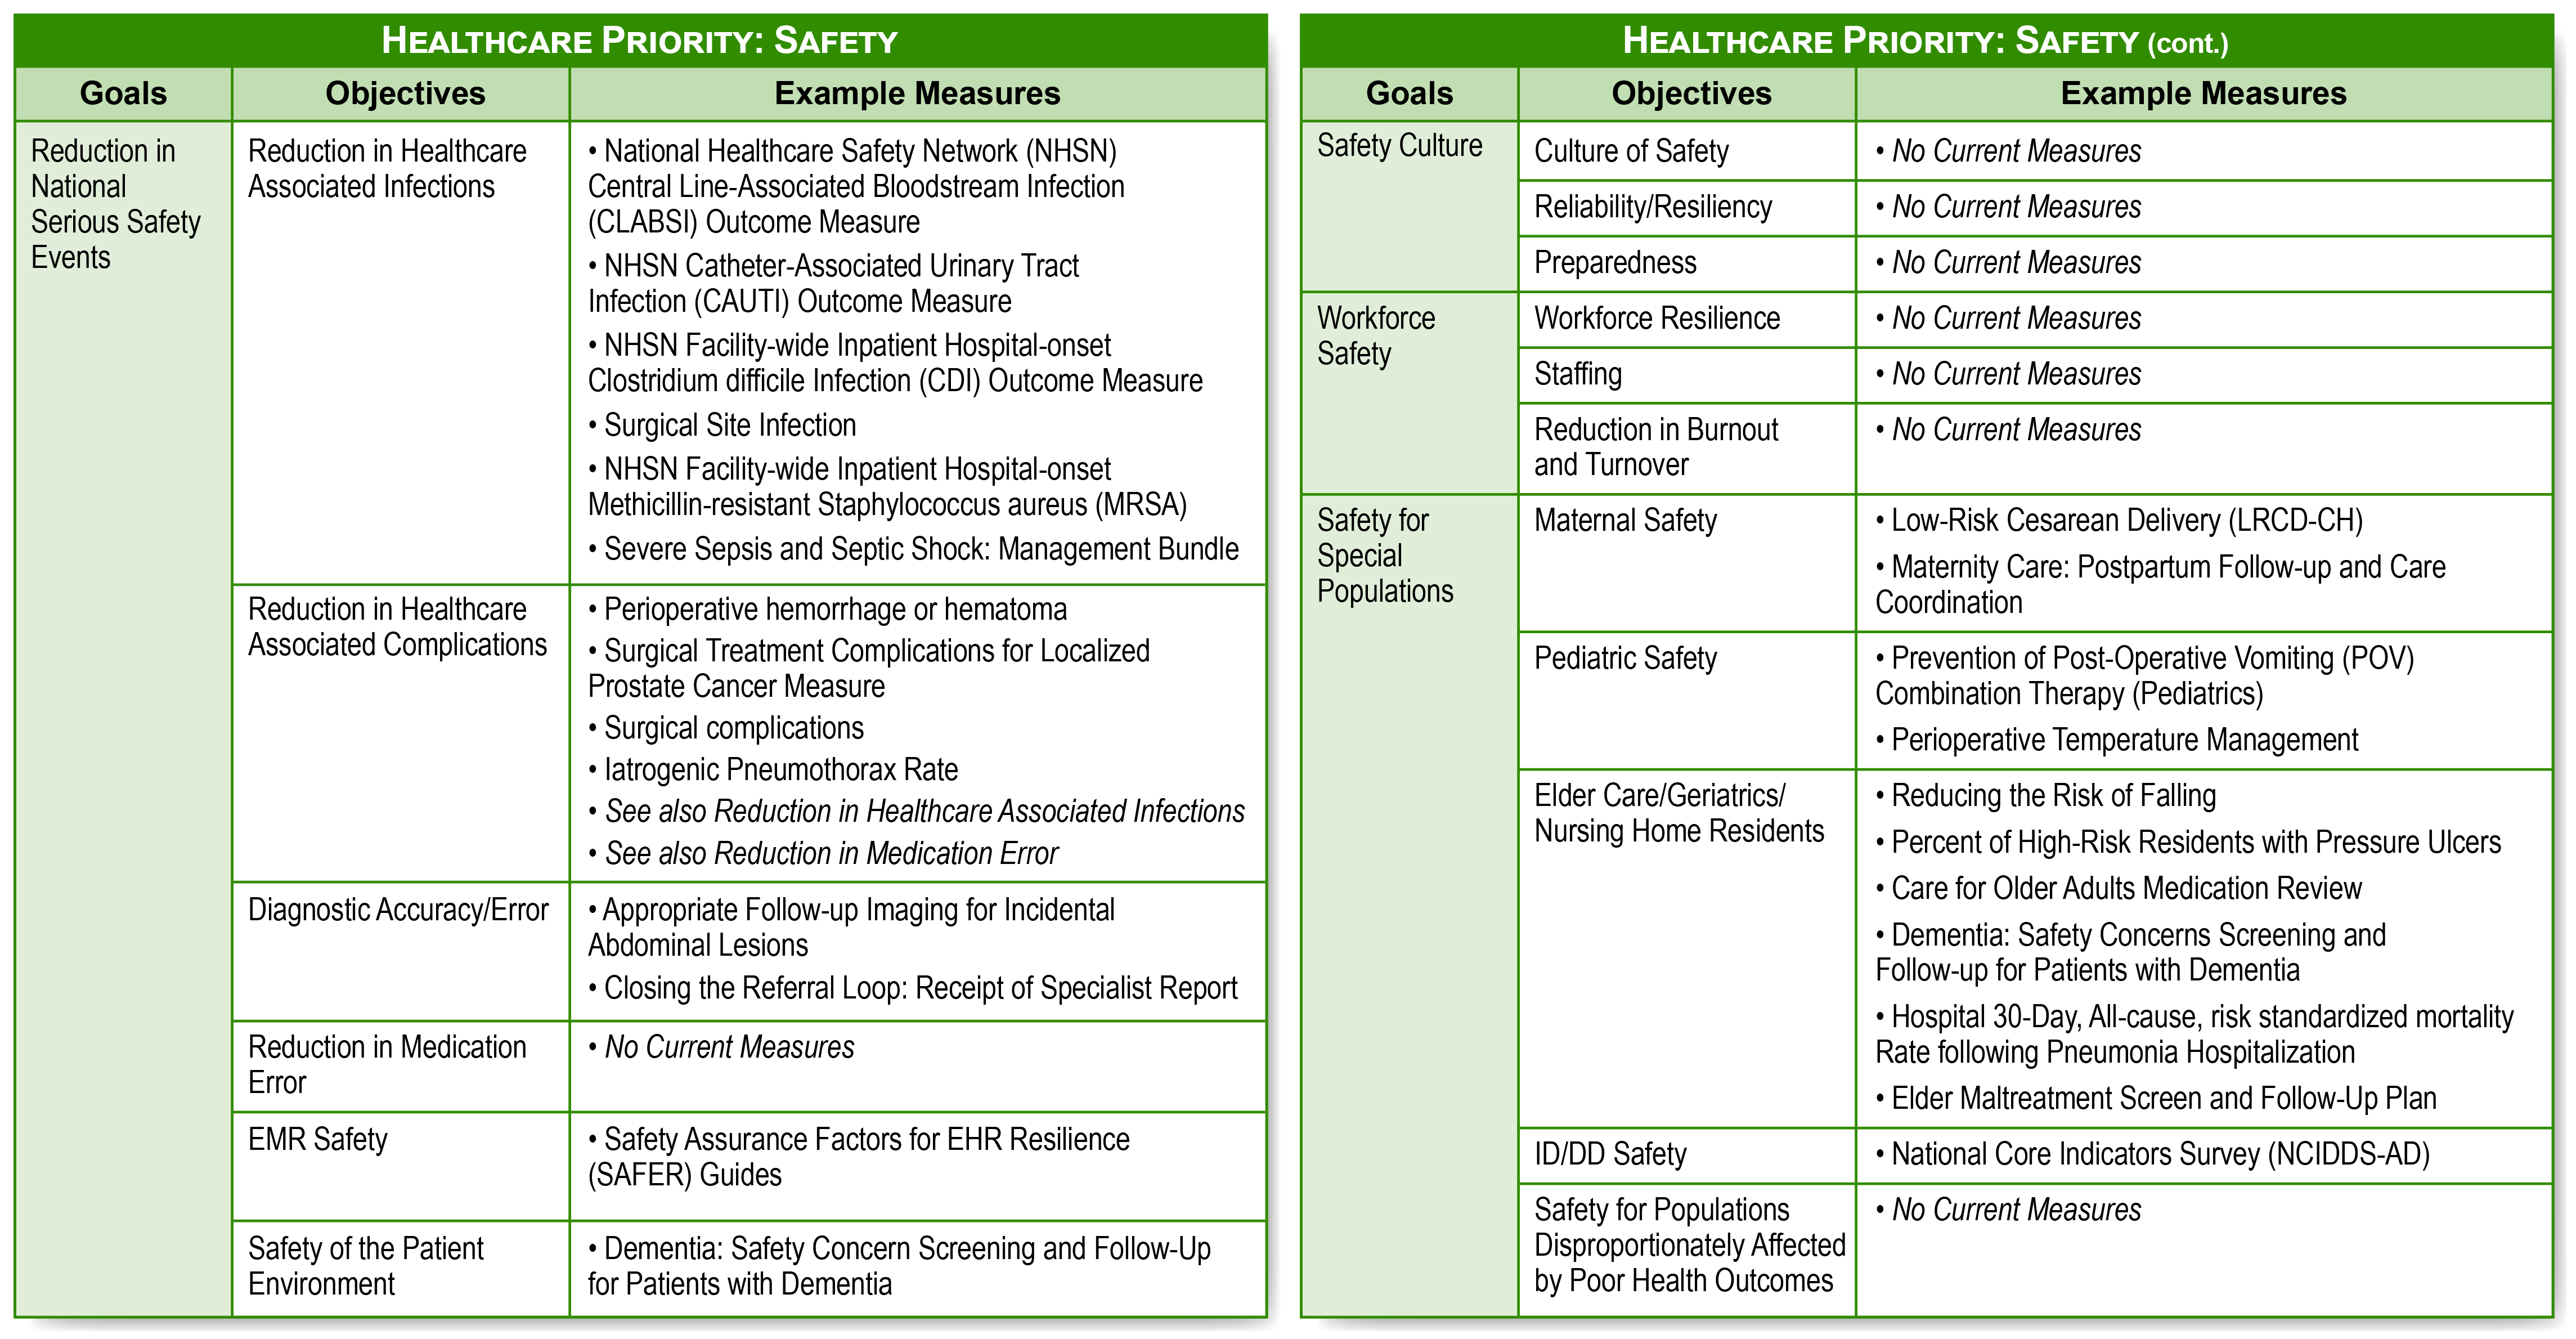 HEALTHCARE PRIORITY: SAFETY
Goals Objectives Example Measures
Reduction in
National
Serious Safety
Events
Reduction in Healthcare
Associated Infections
• National Healthcare Safety Network (NHSN)
Central Line-Associated Bloodstream Infection
(CLABSI) Outcome Measure
• NHSN Catheter-Associated Urinary Tract
Infection (CAUTI) Outcome Measure
• NHSN Facility-wide Inpatient Hospital-onset
Clostridium difficile Infection (CDI) Outcome Measure
• Surgical Site Infection
• NHSN Facility-wide Inpatient Hospital-onset
Methicillin-resistant Staphylococcus aureus (MRSA)
• Severe Sepsis and Septic Shock: Management Bundle
Reduction in Healthcare
Associated Complications
• Perioperative hemorrhage or hematoma
• Surgical Treatment Complications for Localized
Prostate Cancer Measure
• Surgical complications
• Iatrogenic Pneumothorax Rate
• See also Reduction in Healthcare Associated Infections
• See also Reduction in Medication Error
Diagnostic Accuracy/Error
• Appropriate Follow-up Imaging for Incidental
Abdominal Lesions
• Closing the Referral Loop: Receipt of Specialist Report
Reduction in Medication
Error
• No Current Measures
EMR Safety
• Safety Assurance Factors for EHR Resilience
(SAFER) Guides
Safety of the Patient
Environment
• Dementia: Safety Concern Screening and Follow-Up
for Patients with Dementia
HEALTHCARE PRIORITY: SAFETY (cont.)
Goals Objectives Example Measures
Safety Culture
Culture of Safety
• No Current Measures
Reliability/Resiliency
• No Current Measures
Preparedness
• No Current Measures
Workforce
Safety
Workforce Resilience
• No Current Measures
Staffing
• No Current Measures
Reduction in Burnout
and Turnover
• No Current Measures
Safety for
Special
Populations
Maternal Safety
• Low-Risk Cesarean Delivery (LRCD-CH)
• Maternity Care: Postpartum Follow-up and Care
Coordination
Pediatric Safety
• Prevention of Post-Operative Vomiting (POV)
Combination Therapy (Pediatrics)
• Perioperative Temperature Management
Elder Care/Geriatrics/
Nursing Home Residents
• Reducing the Risk of Falling
• Percent of High-Risk Residents with Pressure Ulcers
• Care for Older Adults Medication Review
• Dementia: Safety Concerns Screening and
Follow-up for Patients with Dementia
• Hospital 30-Day, All-cause, risk standardized mortality
Rate following Pneumonia Hospitalization
• Elder Maltreatment Screen and Follow-Up Plan
ID/DD Safety
• National Core Indicators Survey (NCIDDS-AD)
Safety for Populations
Disproportionately Affected
by Poor Health Outcomes
• No Current Measures